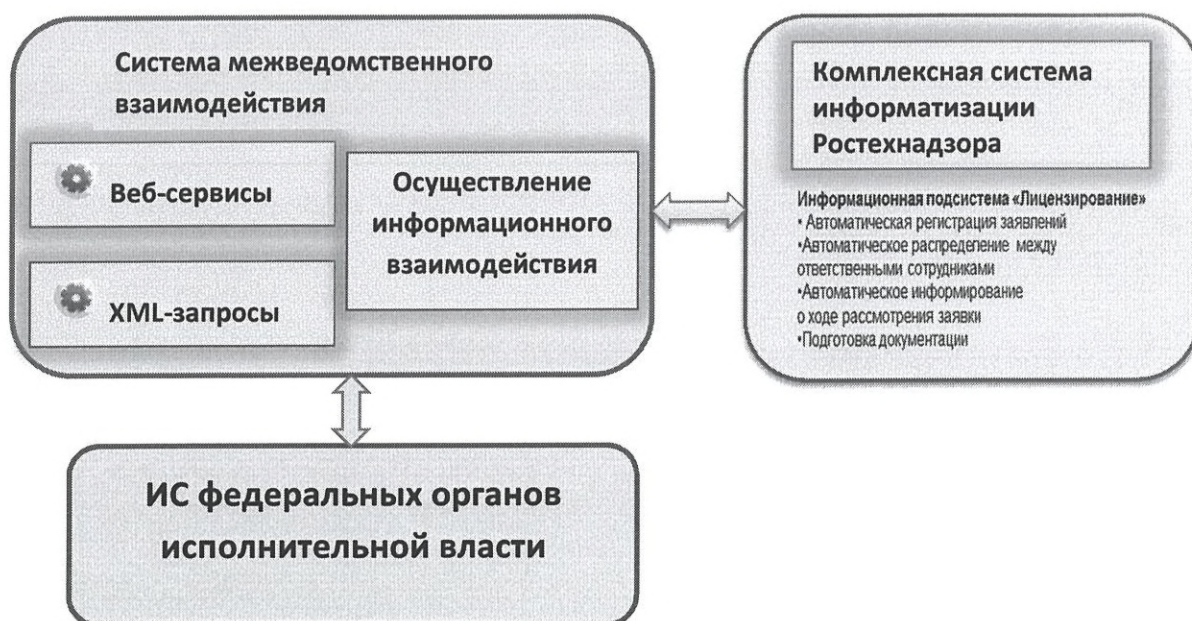 Система межведомственного
взаимодействия
Веб-сервисы
XML-запросы
Осуществление
информационного
взаимодействия
Комплексная система
информатизации
Ростехнадзора
Информационная подсистема «Лицензирование»
• Автоматическая регистрация заявлений
•Автоматическое распределение между
ответственными сотрудниками
•Автоматическое информирование
о ходе рассмотрения заявки
•Подготовка документации
ИС федеральных органов
исполнительной власти